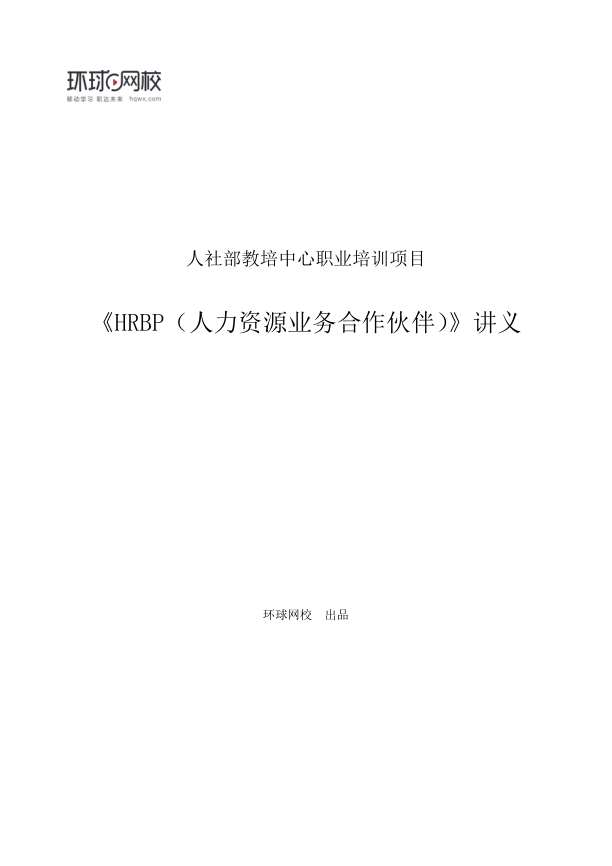 环球网校
移动学习 职达未来 hqwx.com
人社部教培中心职业培训项目
《HRBP（人力资源业务合作伙伴）》讲义
环球网校 出品